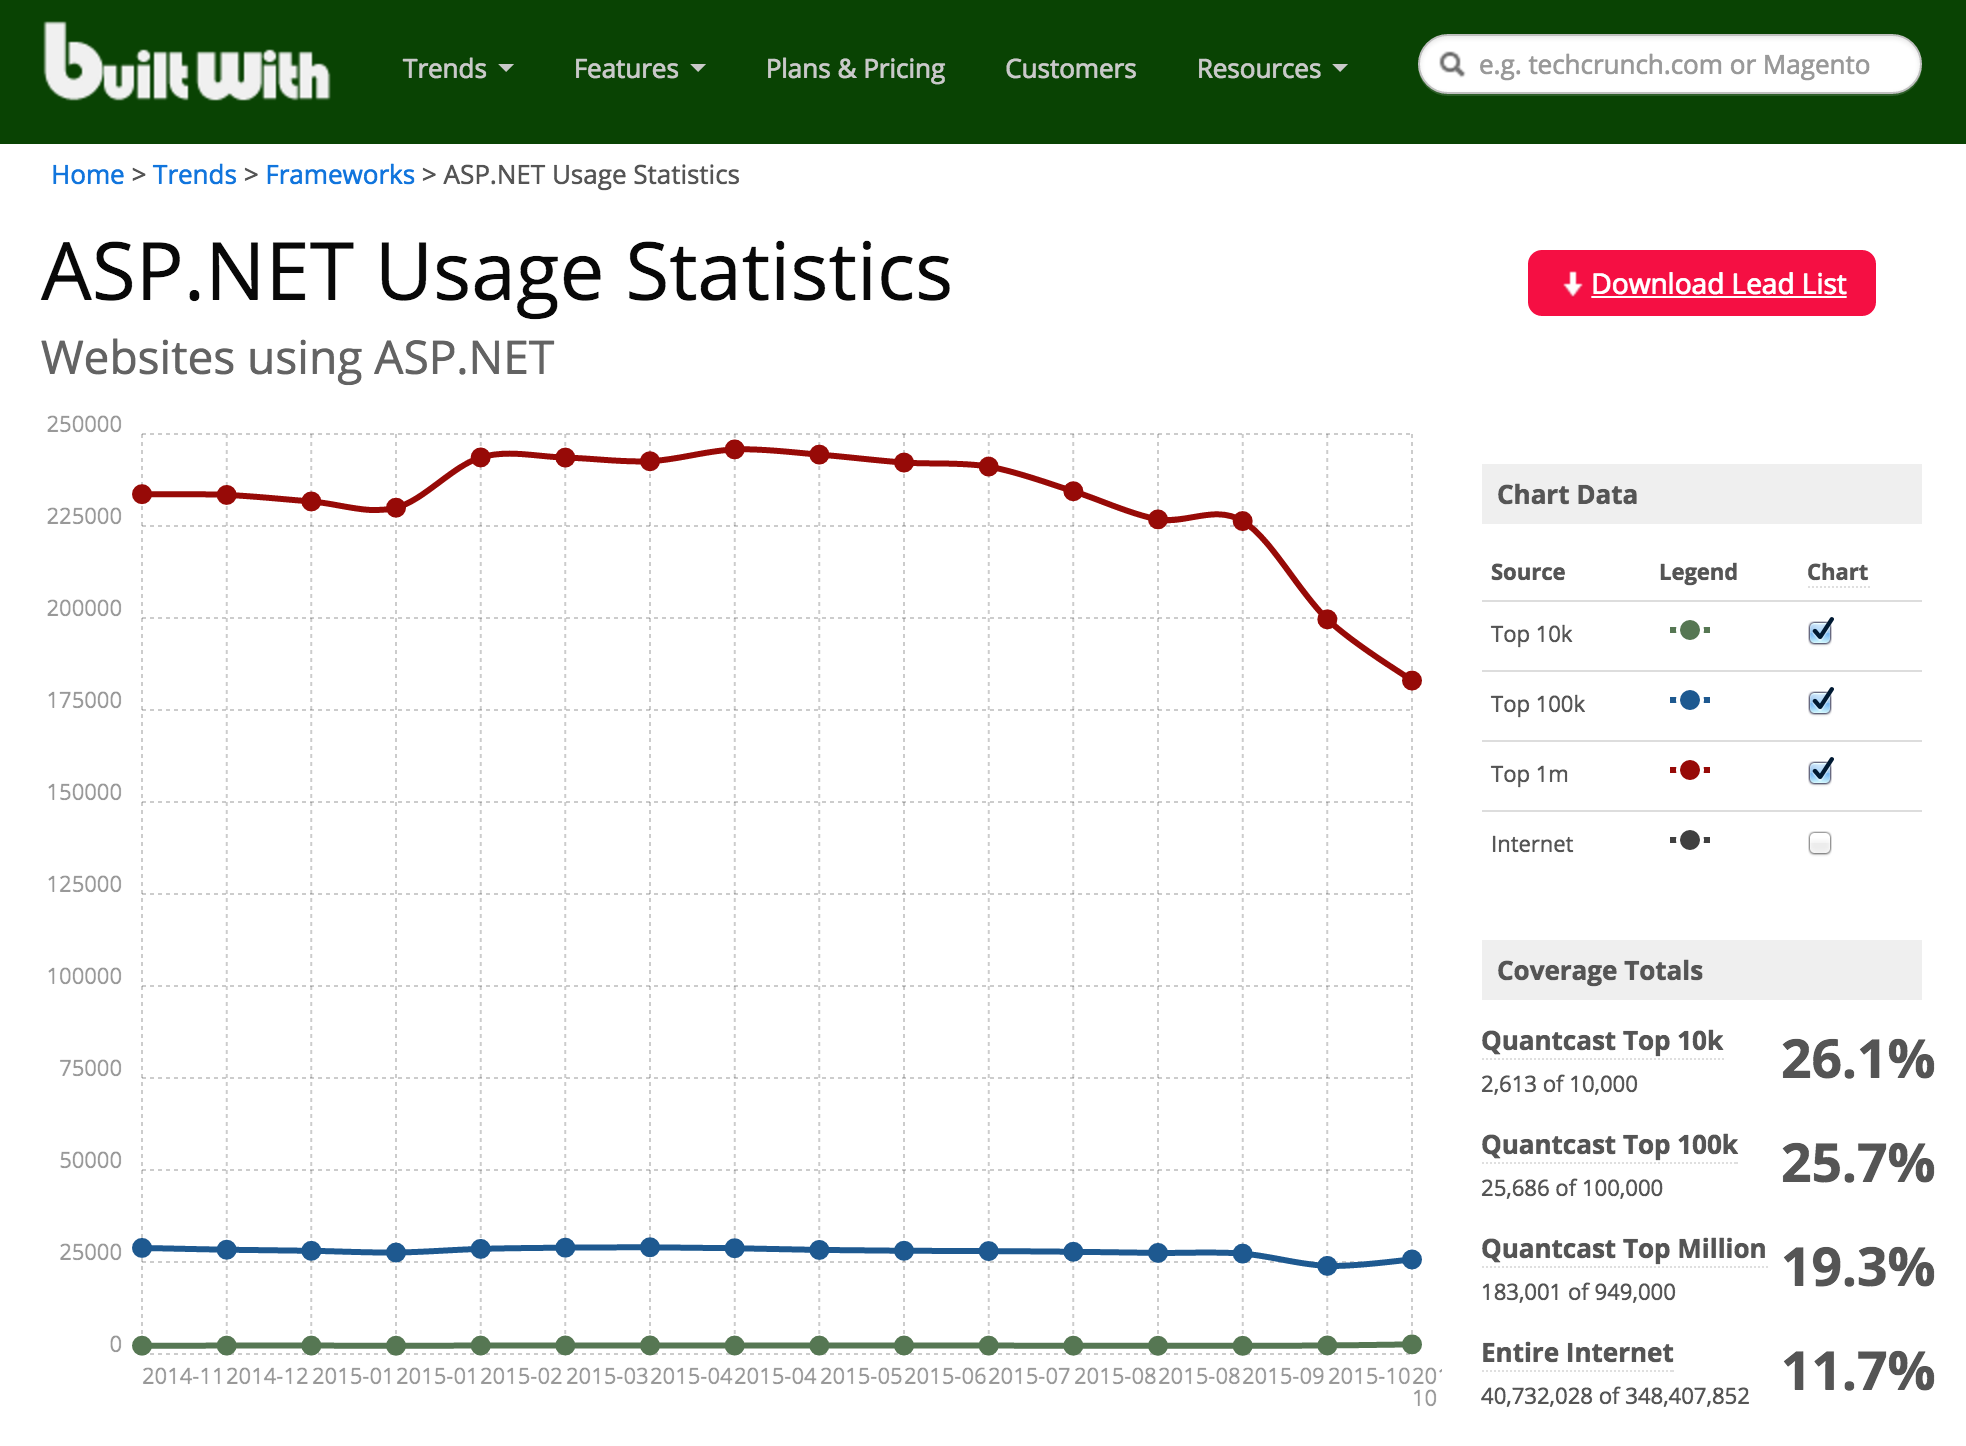 built With
Trends Features Plans & Pricing Customers Resources e.g. techcrunch.com or Magento
Home > Trends > Frameworks > ASP.NET Usage Statistics
ASP.NET Usage Statistics
Download Lead List
Websites using ASP.NET
250000
225000
200000
175000
150000
125000
100000
75000
50000
25000
0
2014-11 2014-12 2015-01 2015-01 2015-02 2015-03 2015-04 2015-04 2015-05 2015-06 2015-07 2015-08 2015-08 2015-09 2015-10 20
10
Chart Data
Source Legend Chart
Top 10k
Top 100k
Top 1m
Internet
Coverage Totals
Quantcast Top 10k 26.1%
2,613 of 10,000
Quantcast Top 100k 25.7%
25,686 of 100,000
Quantcast Top Million 19.3%
183,001 of 949,000
Entire Internet 11.7%
40,732,028 of 348,407,852